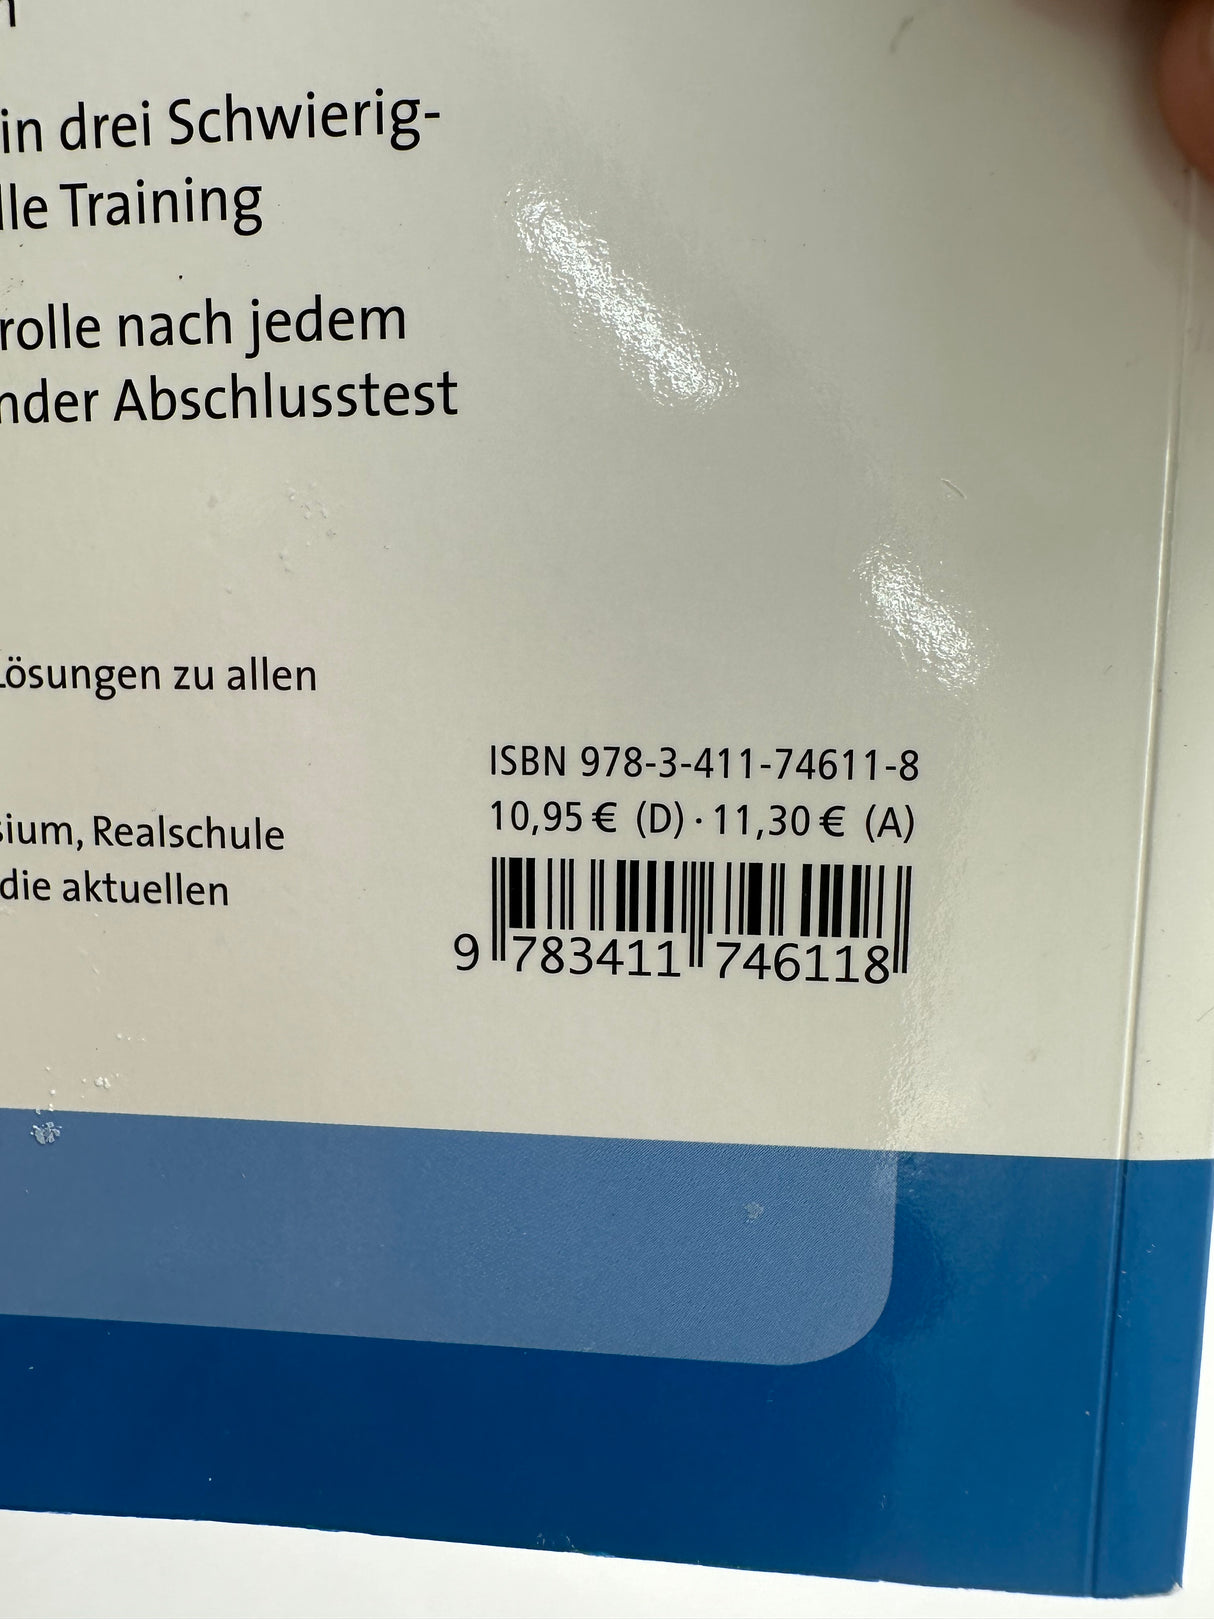 in drei Schwierig-
lle Training
rolle nach jedem
nder Abschlusstest
Lösungen zu allen
sium, Realschule
die aktuellen
ISBN 978-3-411-74611-8
10,95 € (D) · 11,30 € (A)
9 783411 746118